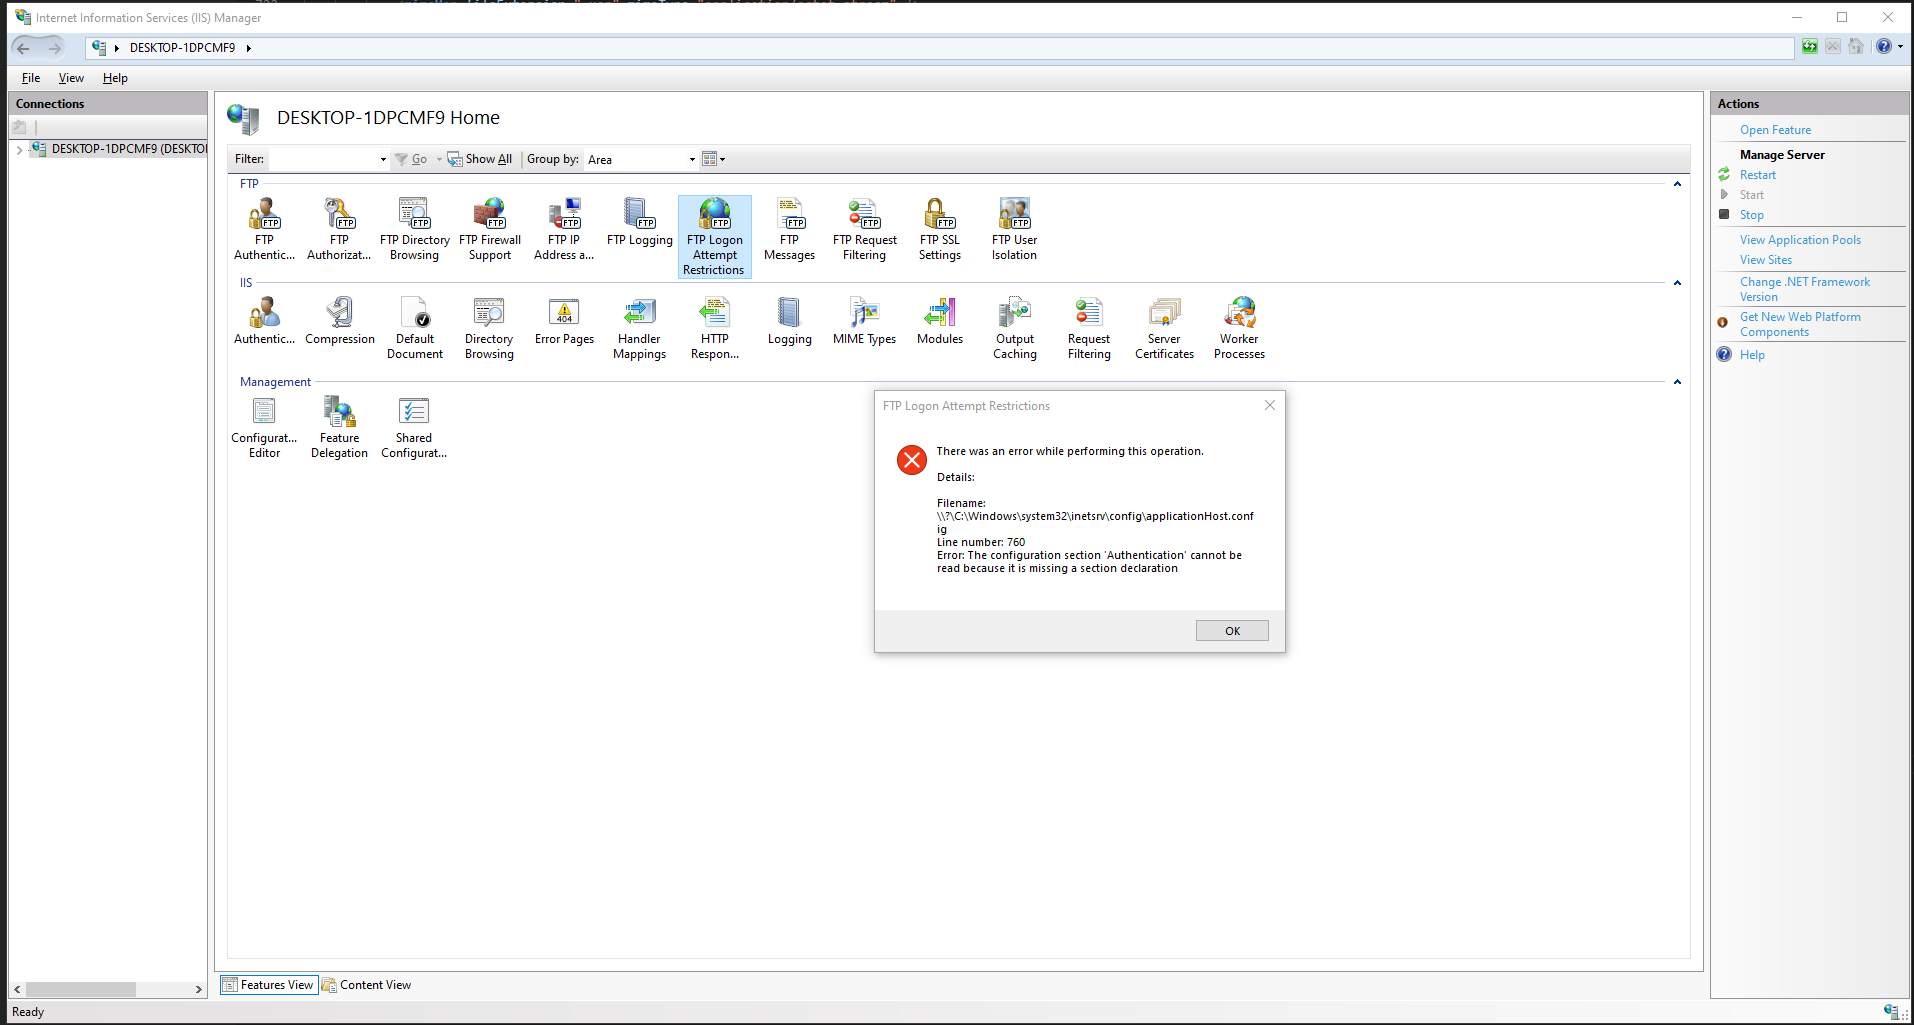 Internet Information Services (IIS) Manager
DESKTOP-1DPCMF9
File View Help
Connections
DESKTOP-1DPCMF9 (DESKTO
DESKTOP-1DPCMF9 Home
Filter: Go Show All Group by: Area
FTP
FTP Authentic...
FTP Authorizat...
FTP Directory Browsing
FTP Firewall Support
FTP IP Address a...
FTP Logging
FTP Logon Attempt Restrictions
FTP Messages
FTP Request Filtering
FTP SSL Settings
FTP User Isolation
IIS
Authentic...
Compression
Default Document
Directory Browsing
404
Error Pages
Handler Mappings
HTTP Respon...
Logging
MIME Types
Modules
Output Caching
Request Filtering
Server Certificates
Worker Processes
Management
Configurat... Editor
Feature Delegation
Shared Configurat...
FTP Logon Attempt Restrictions
There was an error while performing this operation.
Details:
Filename:
\\?\C:\Windows\system32\inetsrv\config\applicationHost.conf
ig
Line number: 760
Error: The configuration section 'Authentication' cannot be
read because it is missing a section declaration
OK
Actions
Open Feature
Manage Server
Restart
Start
Stop
View Application Pools
View Sites
Change .NET Framework
Version
Get New Web Platform
Components
Help
Features View Content View
Ready